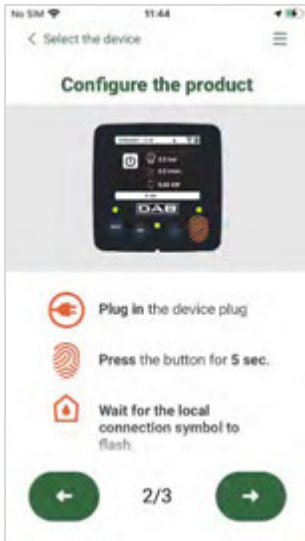 No SIM 11:44
Select the device
Configure the product
DAB
Plug in the device plug
Press the button for 5 sec.
Wait for the local
connection symbol to
flash
2/3